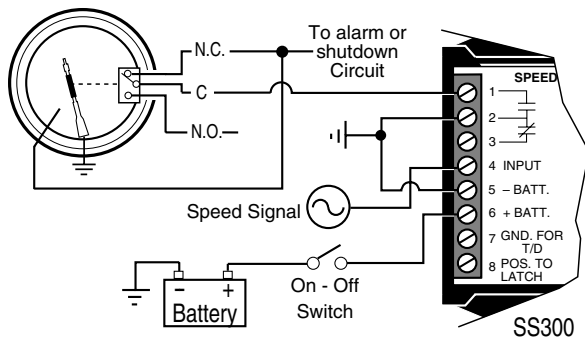 N.C.
To alarm or
shutdown
Circuit
C
N.O.
SPEED
1
2
3
4 INPUT
5 – BATT.
6 + BATT.
7 GND. FOR
T/D
8 POS. TO
LATCH
Speed Signal
On - Off
Switch
– +
Battery
SS300